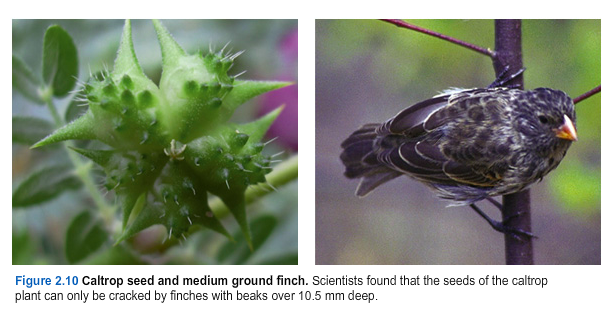 Figure 2.10 Caltrop seed and medium ground finch. Scientists found that the seeds of the caltrop
plant can only be cracked by finches with beaks over 10.5 mm deep.